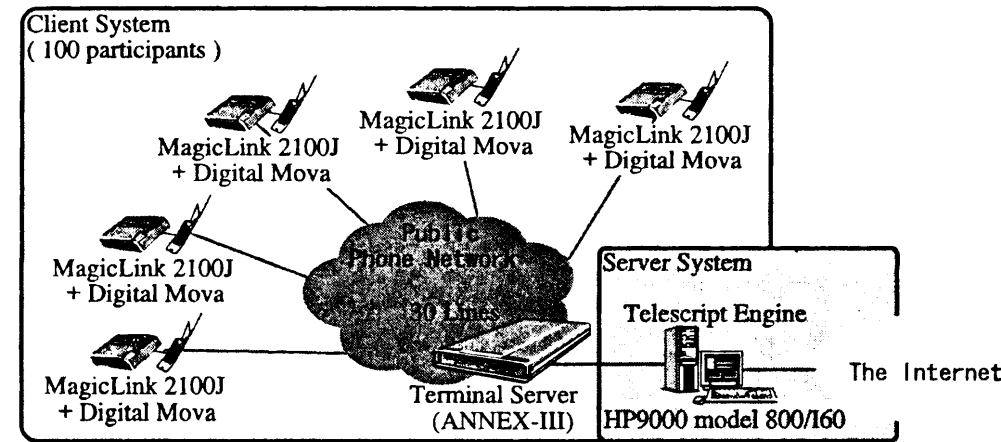 Client System
( 100 participants )
MagicLink 2100J
+ Digital Mova
MagicLink 2100J
+ Digital Mova
MagicLink 2100J
+ Digital Mova
MagicLink 2100J
+ Digital Mova
MagicLink 2100J
+ Digital Mova
Public
Phone Network
30 Lines
Terminal Server
(ANNEX-III)
Server System
Telescript Engine
HP9000 model 800/I60
The Internet